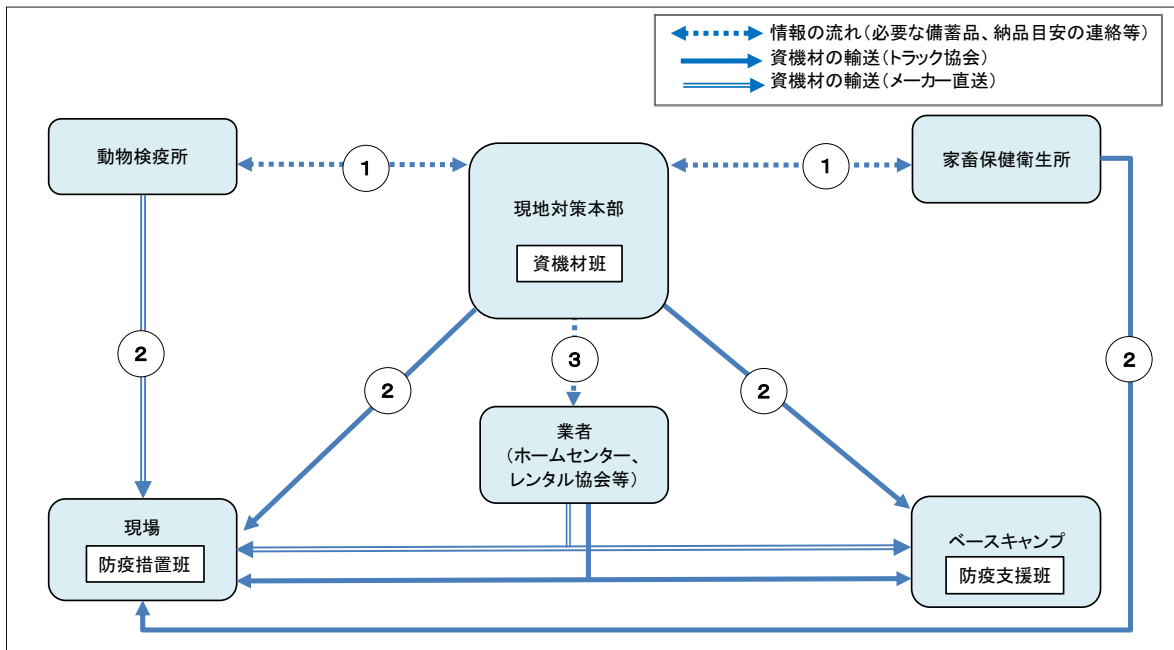 情報の流れ(必要な備蓄品、納品目安の連絡等)
資機材の輸送(トラック協会)
資機材の輸送(メーカー直送)
動物検疫所
1
現地対策本部
資機材班
1
家畜保健衛生所
2
2
3
2
2
業者
(ホームセンター、
レンタル協会等)
現場
防疫措置班
ベースキャンプ
防疫支援班